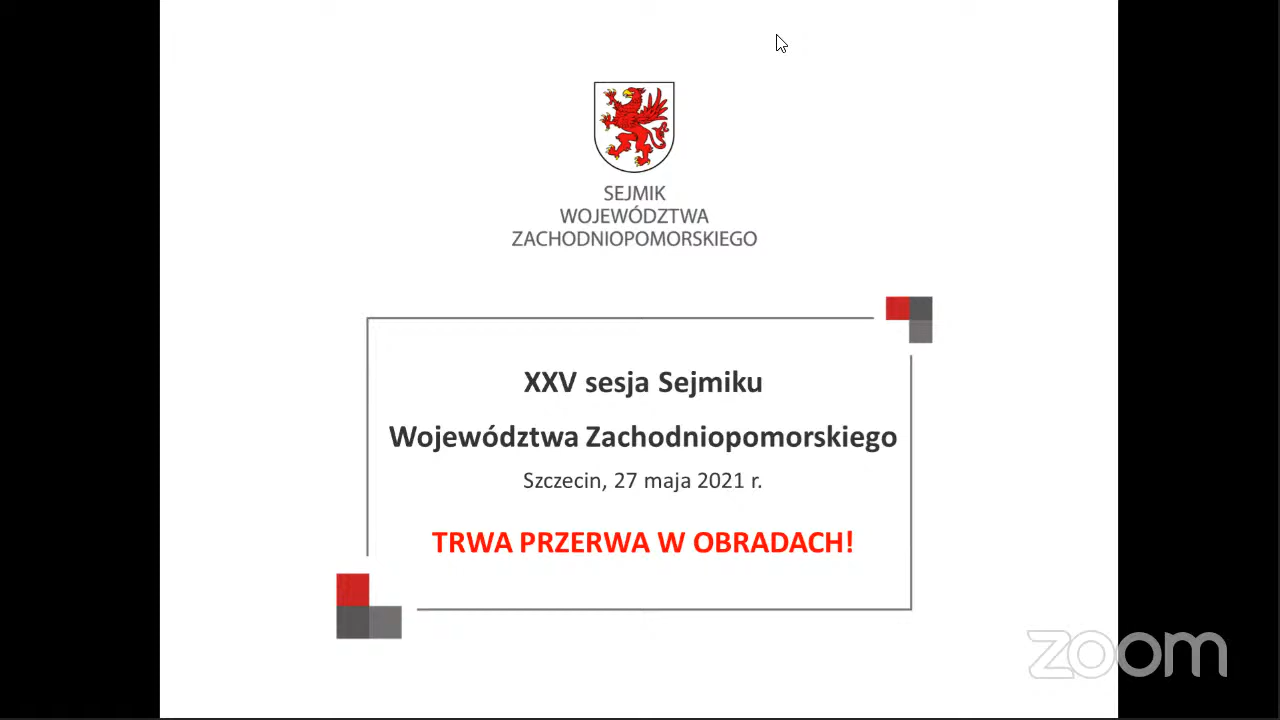 SEJMIK
WOJEWÓDZTWA
ZACHODNIOPOMORSKIEGO
XXV sesja Sejmiku
Województwa Zachodniopomorskiego
Szczecin, 27 maja 2021 r.
TRWA PRZERWA W OBRADACH!
zoom